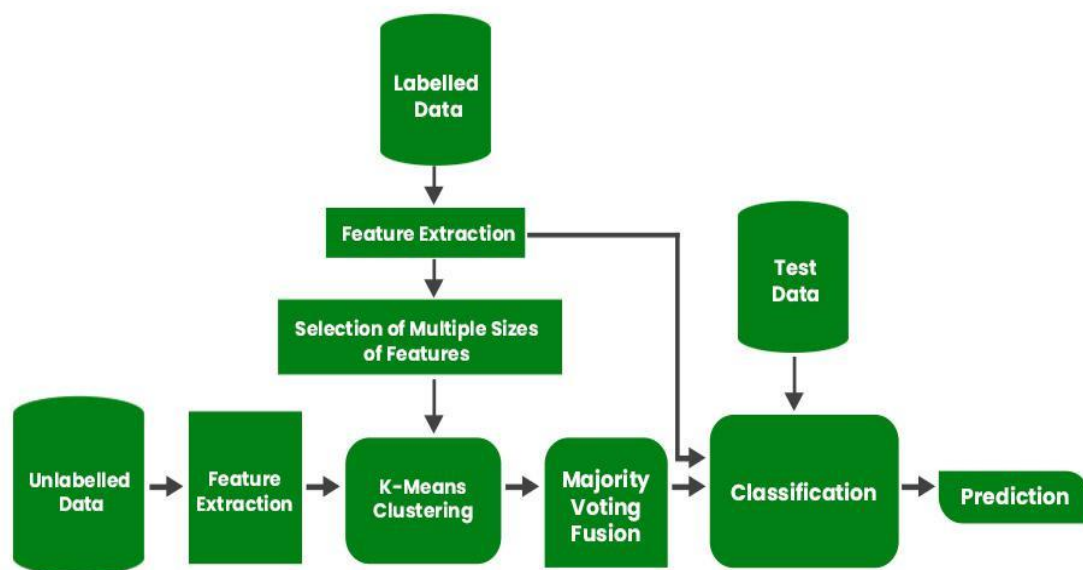 Labelled
Data
Feature Extraction
Test
Data
Selection of Multiple Sizes
of Features
Unlabelled
Data
Feature
Extraction
K-Means
Clustering
Majority
Voting
Fusion
Classification
Prediction